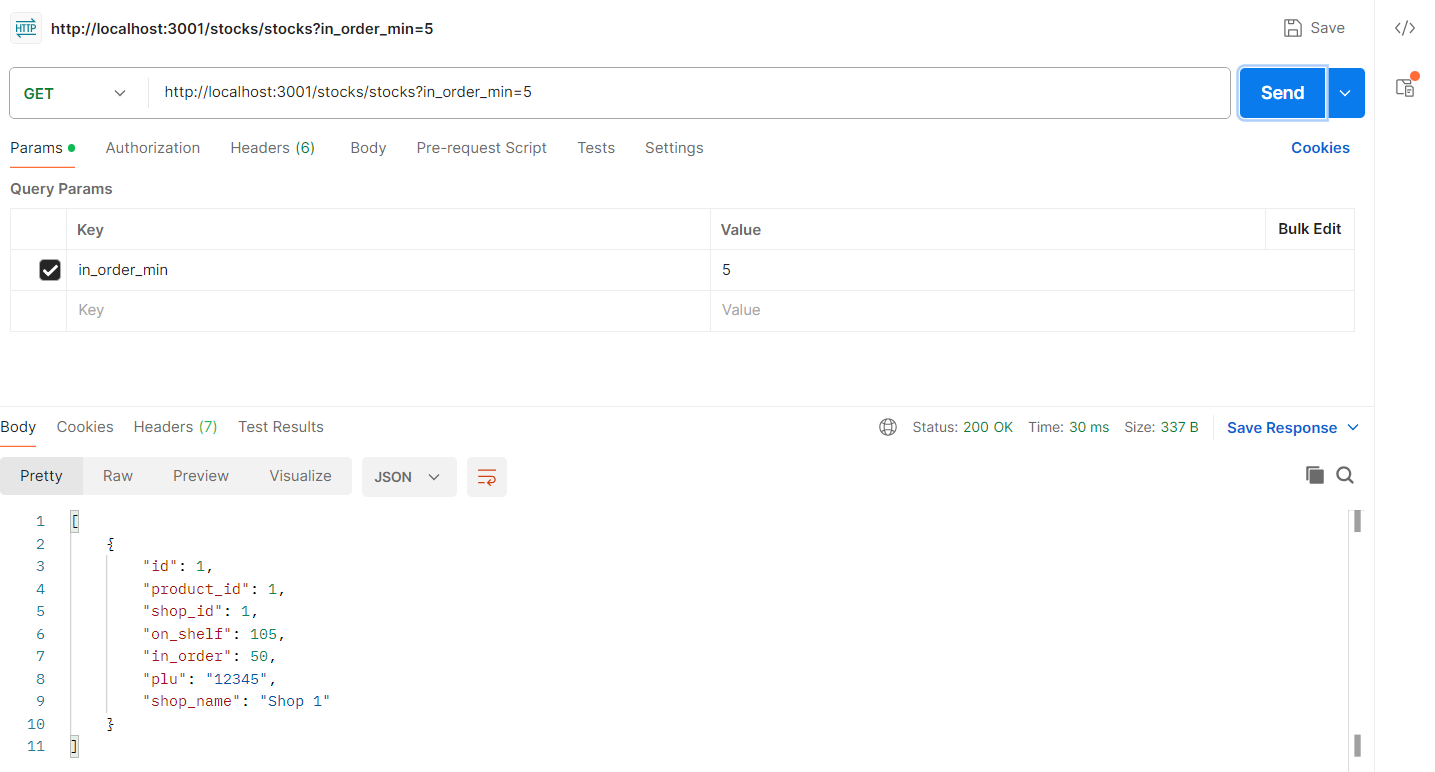 HTTP http://localhost:3001/stocks/stocks?in_order_min=5 Save </>
GET http://localhost:3001/stocks/stocks?in_order_min=5 Send
Params Authorization Headers (6) Body Pre-request Script Tests Settings Cookies
Query Params
Key Value Bulk Edit
in_order_min 5
Key Value
Body Cookies Headers (7) Test Results Status: 200 OK Time: 30 ms Size: 337 B Save Response
Pretty Raw Preview Visualize JSON
1 [
2 {
3 "id": 1,
4 "product_id": 1,
5 "shop_id": 1,
6 "on_shelf": 105,
7 "in_order": 50,
8 "plu": "12345",
9 "shop_name": "Shop 1"
10 }
11 ]